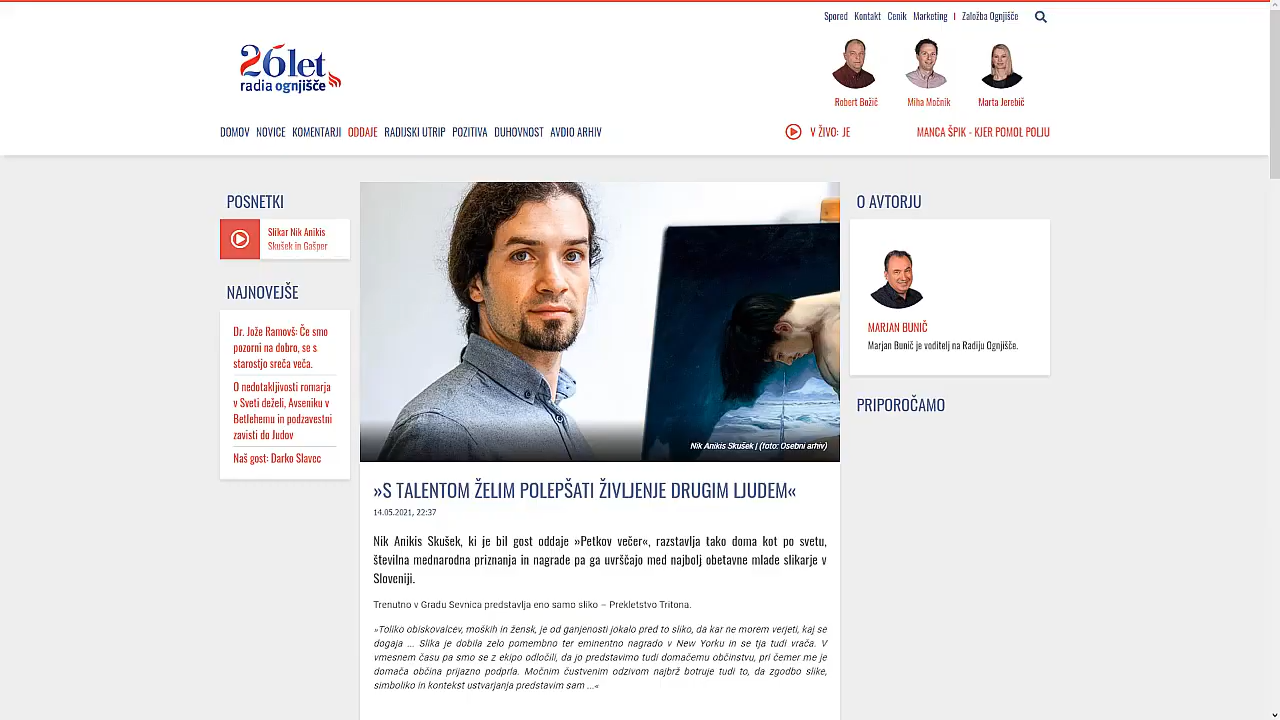 Spored Kontakt Cenik Marketing | Založba Ognjišče
26let
radia ognjišče
Robert Božič
Miha Močnik
Marta Jerebič
DOMOV NOVICE KOMENTARJI ODDAJE RADIJSKI UTRIP POZITIVA DUHOVNOST AVDIO ARHIV
V ŽIVO: JE
MANCA ŠPIK - KJER POMOL POLJU
POSNETKI
Slikar Nik Anikis
Skušek in Gašper
NAJNOVEJŠE
Dr. Jože Ramovš: Če smo
pozorni na dobro, se s
starostjo sreča veča.
O nedotakljivosti romarja
v Sveti deželi, Avseniku v
Betlehemu in podzavestni
zavisti do Judov
Naš gost: Darko Slavec
Nik Anikis Skušek | (foto: Osebni arhiv)
»S TALENTOM ŽELIM POLEPŠATI ŽIVLJENJE DRUGIM LJUDEM«
14.05.2021, 22:37
Nik Anikis Skušek, ki je bil gost oddaje »Petkov večer«, razstavlja tako doma kot po svetu,
številna mednarodna priznanja in nagrade pa ga uvrščajo med najbolj obetavne mlade slikarje v
Sloveniji.
Trenutno v Gradu Sevnica predstavlja eno samo sliko – Prekletstvo Tritona.
»Toliko obiskovalcev, moških in žensk, je od ganjenosti jokalo pred to sliko, da kar ne morem verjeti, kaj se
dogaja ... Slika je dobila zelo pomembno ter eminentno nagrado v New Yorku in se tja tudi vrača. V
vmesnem času pa smo se z ekipo odločili, da jo predstavimo tudi domačemu občinstvu, pri čemer me je
domača občina prijazno podprla. Močnim čustvenim odzivom najbrž botruje tudi to, da zgodbo slike,
simboliko in kontekst ustvarjanja predstavim sam ...«
O AVTORJU
MARJAN BUNIČ
Marjan Bunič je voditelj na Radiju Ognjišče.
PRIPOROČAMO